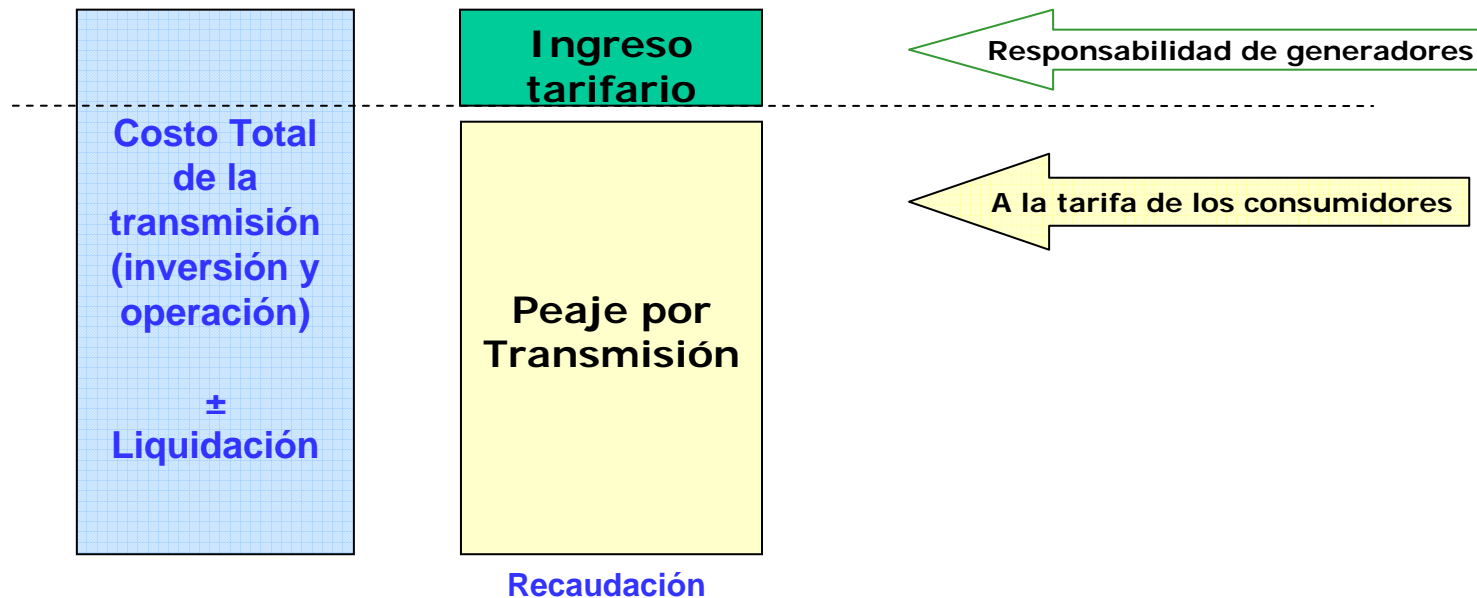 Costo Total
de la
transmisión
(inversión y
operación)
±
Liquidación
Ingreso
tarifario
Peaje por
Transmisión
Recaudación
Responsabilidad de generadores
A la tarifa de los consumidores